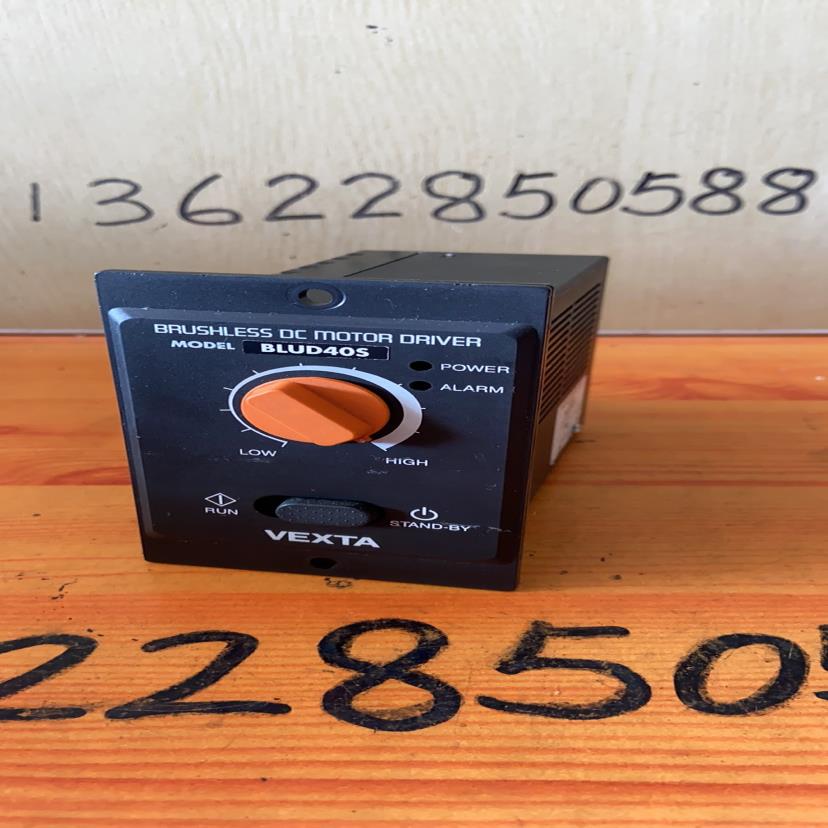 13622850588
BRUSHLESS DC MOTOR DRIVER
MODEL BLUD40S
POWER
ALARM
LOW
HIGH
RUN
STAND-BY
VEXTA
228505